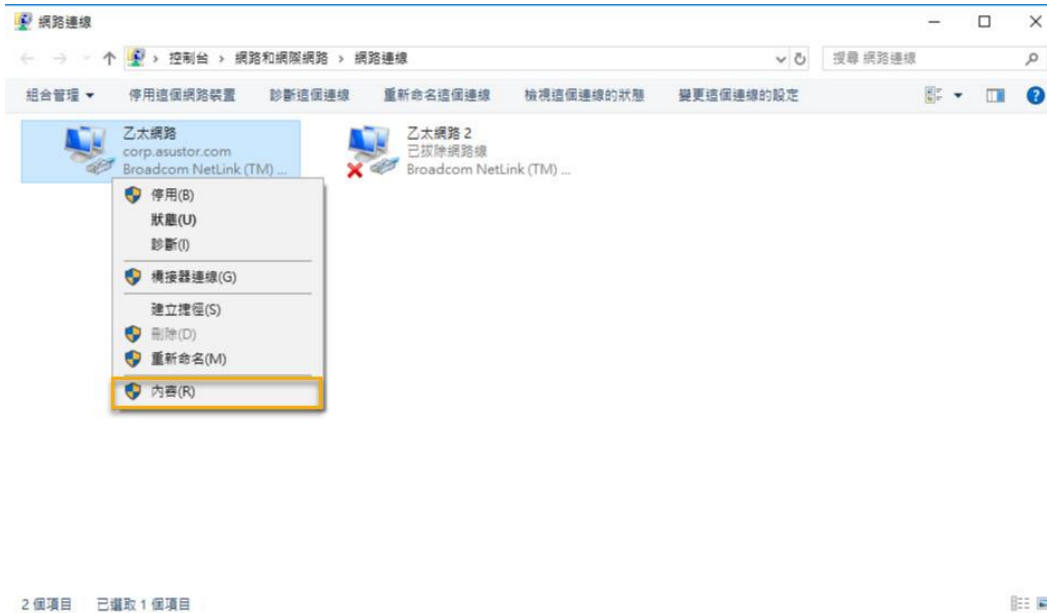 網路連線
控制台 › 網路和網際網路 › 網路連線
搜尋 網路連線
組合管理 停用這個網路裝置 診斷這個連線 重新命名這個連線 檢視這個連線的狀態 變更這個連線的設定
乙太網路
corp.asustor.com
Broadcom NetLink (TM) ...
乙太網路 2
已拔除網路線
Broadcom NetLink (TM) ...
停用(B)
狀態(U)
診斷(I)
橋接器連線(G)
建立捷徑(S)
刪除(D)
重新命名(M)
內容(R)
2 個項目 已選取 1 個項目